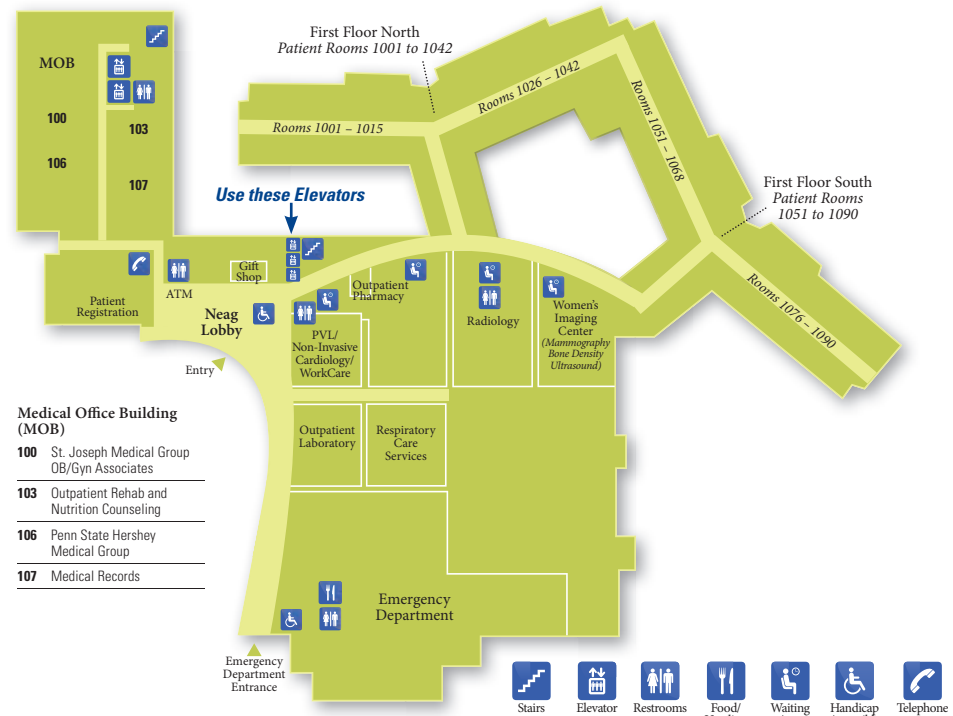 First Floor North
Patient Rooms 1001 to 1042
MOB
100
103
106
107
Rooms 1001 – 1015
Rooms 1026 – 1042
Rooms 1051 – 1068
First Floor South
Patient Rooms
1051 to 1090
Rooms 1076 – 1090
Use these Elevators
Gift
Shop
ATM
Patient
Registration
Neag
Lobby
Entry
Outpatient
Pharmacy
PVL/
Non-Invasive
Cardiology/
WorkCare
Radiology
Women's
Imaging
Center
(Mammography
Bone Density
Ultrasound)
Outpatient
Laboratory
Respiratory
Care
Services
Medical Office Building
(MOB)
100 St. Joseph Medical Group
OB/Gyn Associates
103 Outpatient Rehab and
Nutrition Counseling
106 Penn State Hershey
Medical Group
107 Medical Records
Emergency
Department
Emergency
Department
Entrance
Stairs
Elevator
Restrooms
Food/
Waiting
Handicap
Telephone